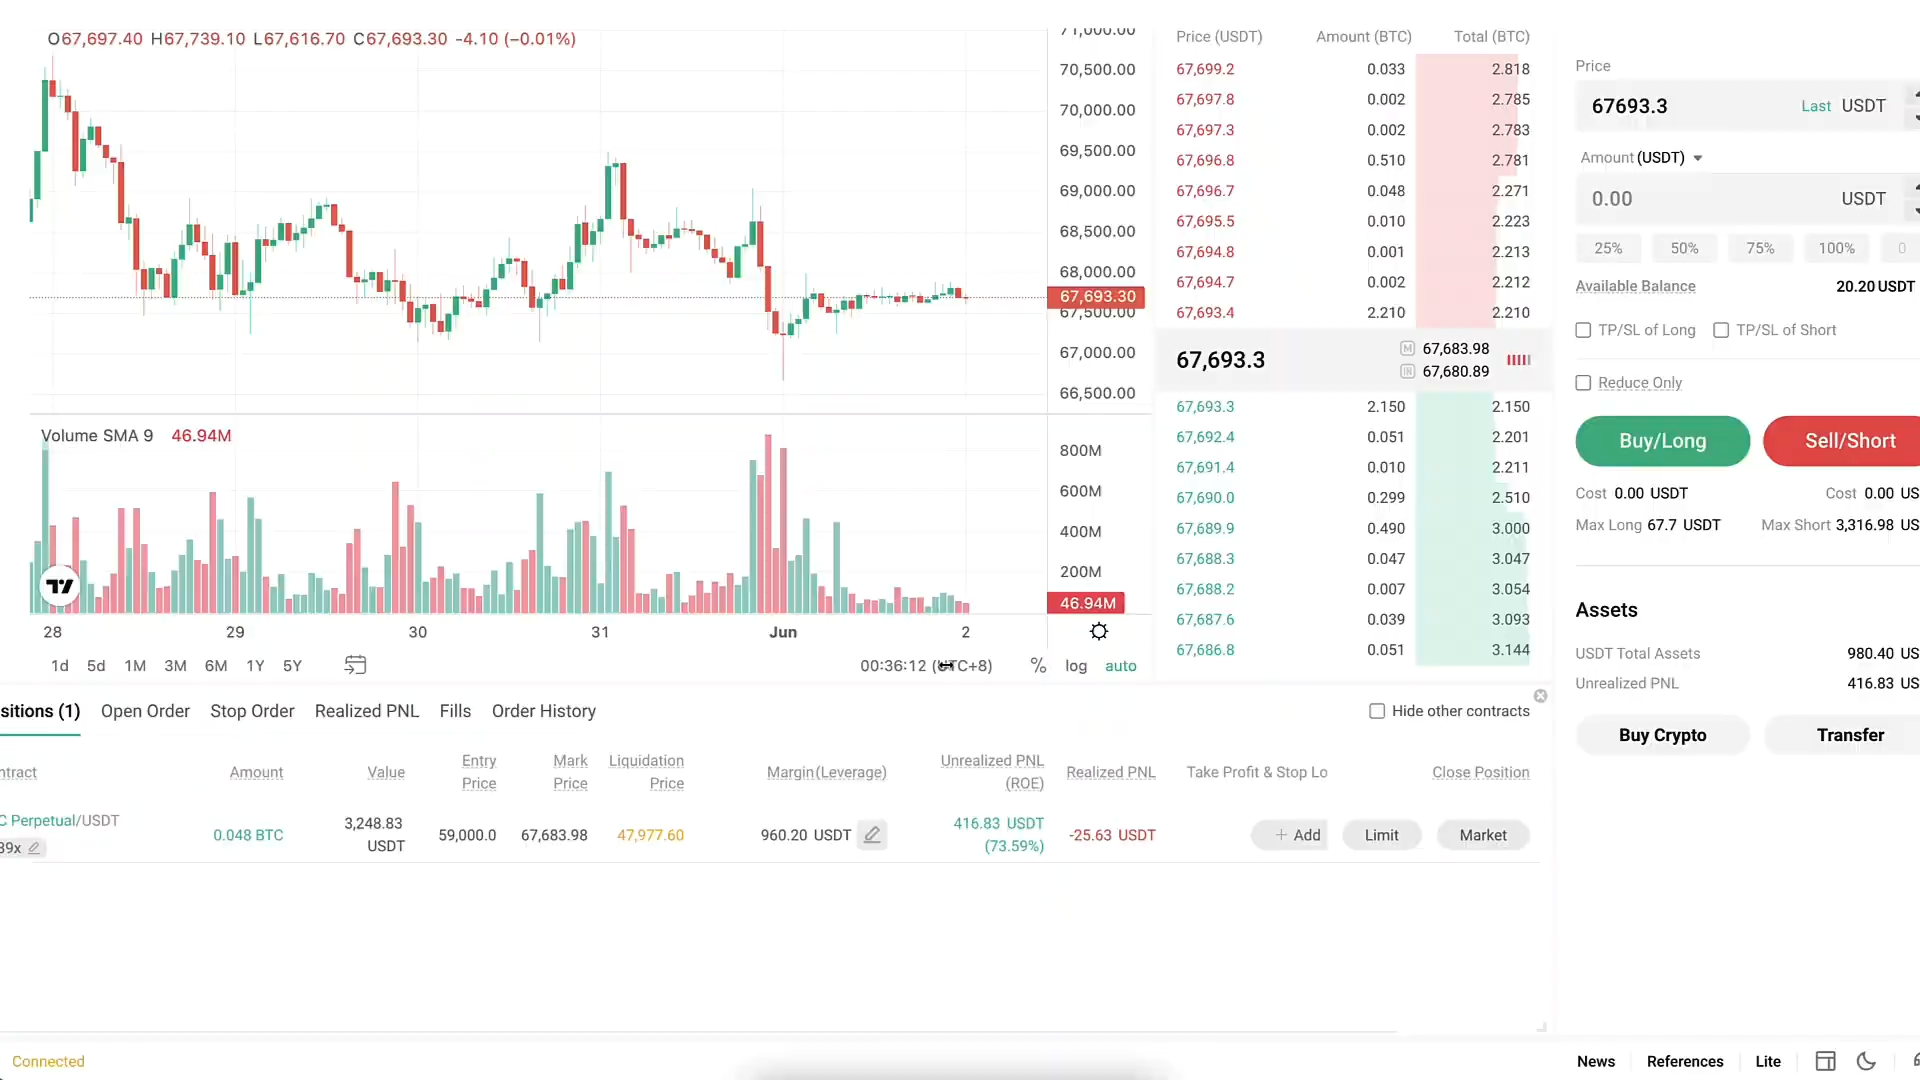 O67,697.40 H67,739.10 L67,616.70 C67,693.30 -4.10 (−0.01%)
71,000.00
70,500.00
70,000.00
69,500.00
69,000.00
68,500.00
68,000.00
67,693.30
67,500.00
67,000.00
66,500.00
Volume SMA 9 46.94M
800M
600M
400M
200M
46.94M
28 29 30 31 Jun 2
1d 5d 1M 3M 6M 1Y 5Y
00:36:12 (UTC+8) % log auto
Price (USDT) Amount (BTC) Total (BTC)
67,699.2 0.033 2.818
67,697.8 0.002 2.785
67,697.3 0.002 2.783
67,696.8 0.510 2.781
67,696.7 0.048 2.271
67,695.5 0.010 2.223
67,694.8 0.001 2.213
67,694.7 0.002 2.212
67,693.4 2.210 2.210
67,693.3
M 67,683.98
IN 67,680.89
67,693.3 2.150 2.150
67,692.4 0.051 2.201
67,691.4 0.010 2.211
67,690.0 0.299 2.510
67,689.9 0.490 3.000
67,688.3 0.047 3.047
67,688.2 0.007 3.054
67,687.6 0.039 3.093
67,686.8 0.051 3.144
Price
67693.3 Last USDT
Amount (USDT)
0.00 USDT
25% 50% 75% 100% 0
Available Balance 20.20 USDT
TP/SL of Long TP/SL of Short
Reduce Only
Buy/Long Sell/Short
Cost 0.00 USDT Cost 0.00 US
Max Long 67.7 USDT Max Short 3,316.98 US
Assets
USDT Total Assets 980.40 US
Unrealized PNL 416.83 US
Buy Crypto Transfer
sitions (1) Open Order Stop Order Realized PNL Fills Order History Hide other contracts
ntract Amount Value Entry Price Mark Price Liquidation Price Margin(Leverage) Unrealized PNL (ROE) Realized PNL Take Profit & Stop Lo Close Position
C Perpetual/USDT
39x
0.048 BTC
3,248.83 USDT
59,000.0 67,683.98 47,977.60 960.20 USDT
416.83 USDT
(73.59%)
-25.63 USDT + Add Limit Market
Connected News References Lite